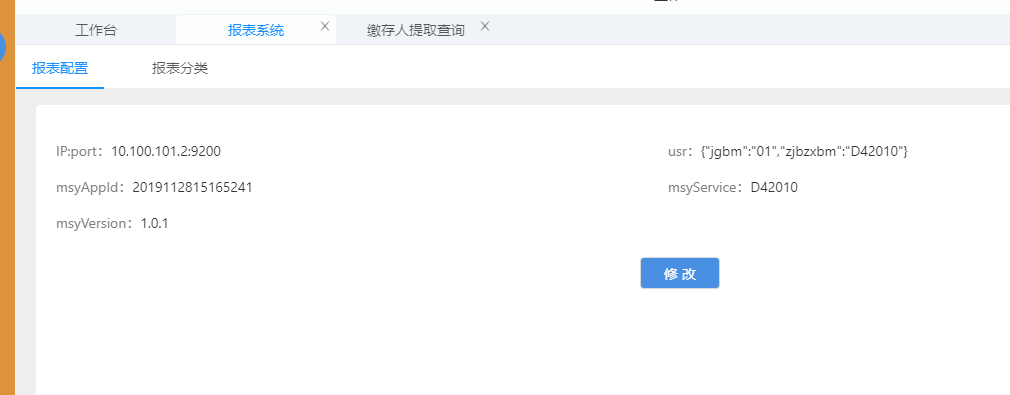 工作台 报表系统 缴存人提取查询
报表配置 报表分类
IP:port：10.100.101.2:9200 usr：{"jgbm":"01","zjbzxbm":"D42010"}
msyAppId：2019112815165241 msyService：D42010
msyVersion：1.0.1
修 改